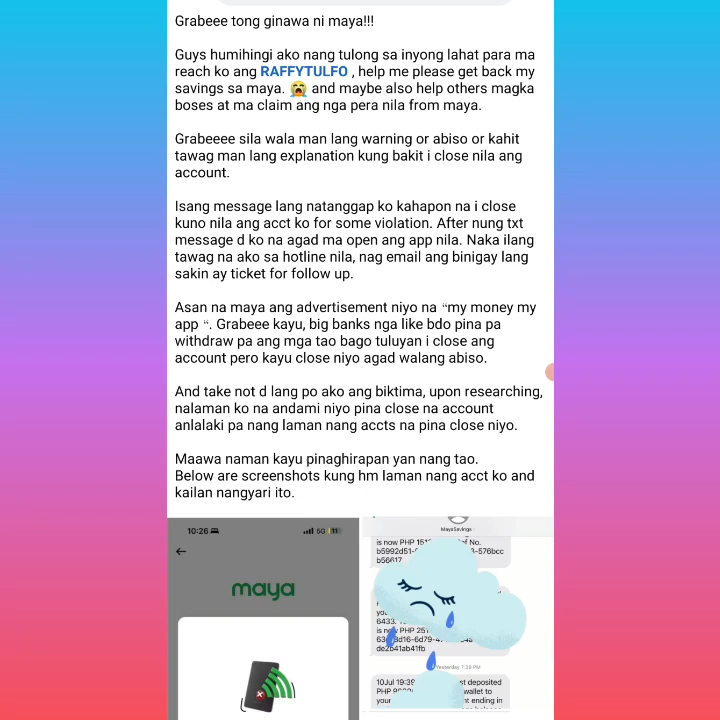 Grabeee tong ginawa ni maya!!!
Guys humihingi ako nang tulong sa inyong lahat para ma
reach ko ang RAFFYTULFO , help me please get back my
savings sa maya. 😭 and maybe also help others magka
boses at ma claim ang nga pera nila from maya.
Grabeeee sila wala man lang warning or abiso or kahit
tawag man lang explanation kung bakit i close nila ang
account.
Isang message lang natanggap ko kahapon na i close
kuno nila ang acct ko for some violation. After nung txt
message d ko na agad ma open ang app nila. Naka ilang
tawag na ako sa hotline nila, nag email ang binigay lang
sakin ay ticket for follow up.
Asan na maya ang advertisement niyo na “my money my
app “. Grabeee kayu, big banks nga like bdo pina pa
withdraw pa ang mga tao bago tuluyan i close ang
account pero kayu close niyo agad walang abiso.
And take not d lang po ako ang biktima, upon researching,
nalaman ko na andami niyo pina close na account
anlalaki pa nang laman nang accts na pina close niyo.
Maawa naman kayu pinaghirapan yan nang tao.
Below are screenshots kung hm laman nang acct ko and
kailan nangyari ito.
10:26
5G 11
maya
MayaSavings
is now PHP
No.
b5992d51-
-576bcc
b56617
6433.
is now PHP 251
de2b41ab41fb
Yesterday 7:39 PM
10Jul 19:39
deposited
PHP
wallet to
your
ending in